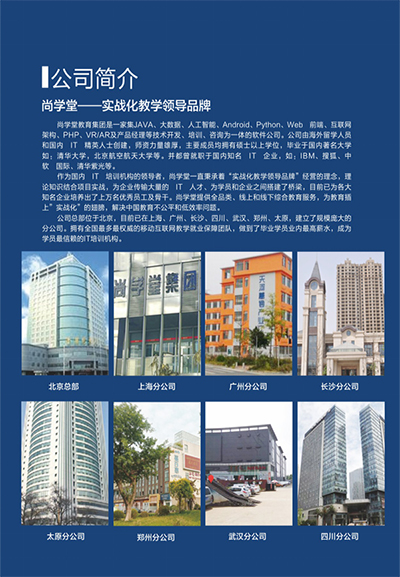 公司简介
尚学堂——实战化教学领导品牌
尚学堂教育集团是一家集JAVA、大数据、人工智能、Android、Python、Web 前端、互联网
架构、PHP、VR/AR及产品经理等技术开发、培训、咨询为一体的软件公司。公司由海外留学人员
和国内 IT 精英人士创建，师资力量雄厚，主要成员均拥有硕士以上学位，毕业于国内著名大学
如：清华大学，北京航空航天大学等。并都曾就职于国内知名 IT 企业，如：IBM、搜狐、中
软 国际、清华紫光等。
作为国内 IT 培训机构的领导者，尚学堂一直秉承着“实战化教学领导品牌”经营的理念，理
论知识结合项目实战，为企业传输大量的 IT 人才，为学员和企业之间搭建了桥梁，目前已为各大
知名企业培养出了上万名优秀员工及骨干。尚学堂提供全品类、线上和线下综合教育服务，为教育插
上”实战化”的翅膀，解决中国教育不公平和低效率问题。
公司总部位于北京，目前已在上海、广州、长沙、四川、武汉、郑州、太原，建立了规模庞大的
分公司。拥有全国最多最权威的移动互联网教学就业保障团队，做到了毕业学员业内最高薪水，成为
学员最信赖的IT培训机构。
尚学堂集团
北京总部
上海分公司
广州分公司
长沙分公司
太原分公司
郑州分公司
武汉分公司
四川分公司